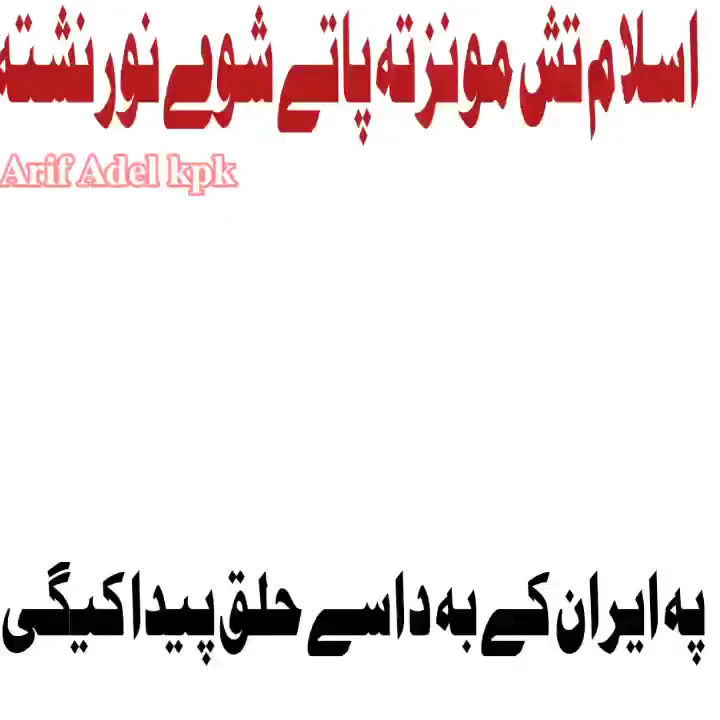 اسلام تش مونز ته پاتے شوے نور نشته
Arif Adel kpk
په ایران کے به داسے حلق پیدا کیگی